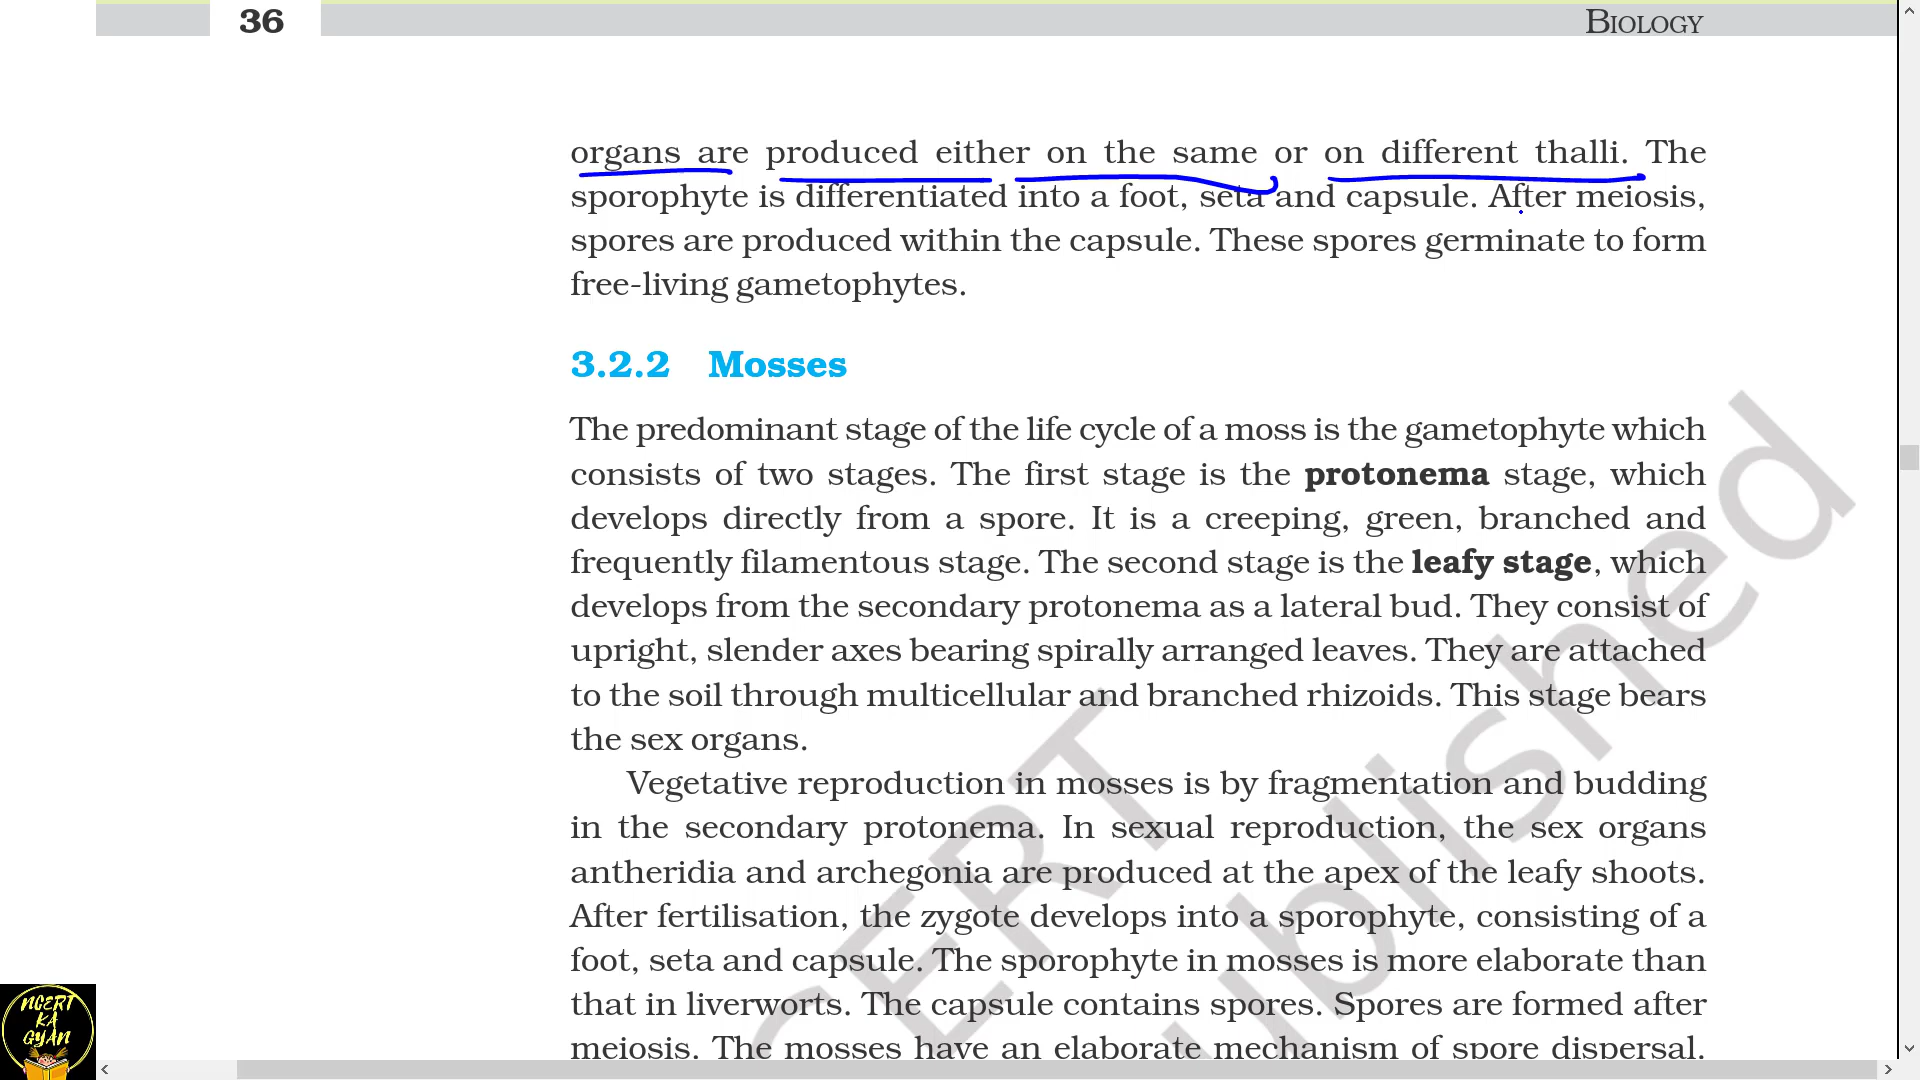 36
BIOLOGY
organs are produced either on the same or on different thalli. The
sporophyte is differentiated into a foot, seta and capsule. After meiosis,
spores are produced within the capsule. These spores germinate to form
free-living gametophytes.
3.2.2 Mosses
The predominant stage of the life cycle of a moss is the gametophyte which
consists of two stages. The first stage is the protonema stage, which
develops directly from a spore. It is a creeping, green, branched and
frequently filamentous stage. The second stage is the leafy stage, which
develops from the secondary protonema as a lateral bud. They consist of
upright, slender axes bearing spirally arranged leaves. They are attached
to the soil through multicellular and branched rhizoids. This stage bears
the sex organs.
Vegetative reproduction in mosses is by fragmentation and budding
in the secondary protonema. In sexual reproduction, the sex organs
antheridia and archegonia are produced at the apex of the leafy shoots.
After fertilisation, the zygote develops into a sporophyte, consisting of a
foot, seta and capsule. The sporophyte in mosses is more elaborate than
that in liverworts. The capsule contains spores. Spores are formed after
meiosis. The mosses have an elaborate mechanism of spore dispersal.
NCERT
KA
GYAN